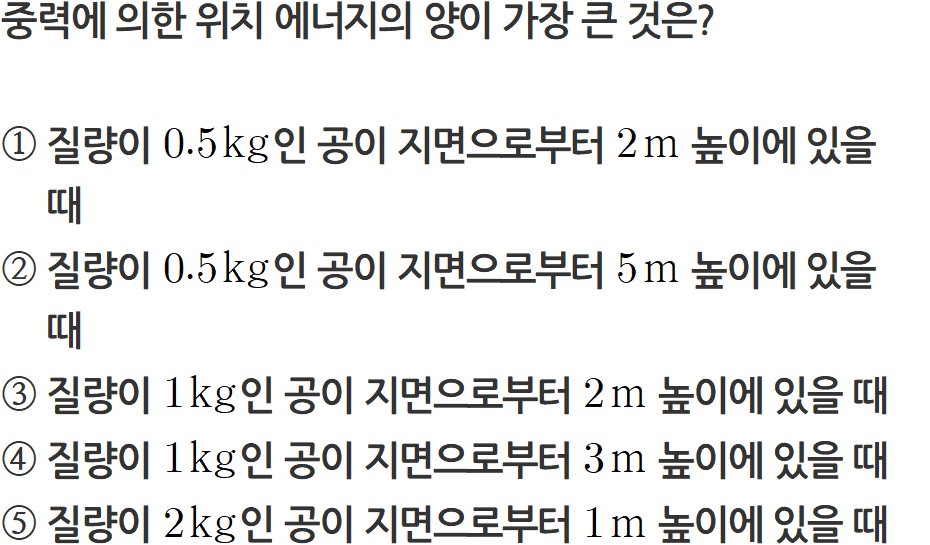 중력에 의한 위치 에너지의 양이 가장 큰 것은?
① 질량이 0.5kg인 공이 지면으로부터 2m 높이에 있을
때
② 질량이 0.5kg인 공이 지면으로부터 5m 높이에 있을
때
③ 질량이 1kg인 공이 지면으로부터 2m 높이에 있을 때
④ 질량이 1kg인 공이 지면으로부터 3m 높이에 있을 때
⑤ 질량이 2kg인 공이 지면으로부터 1m 높이에 있을 때